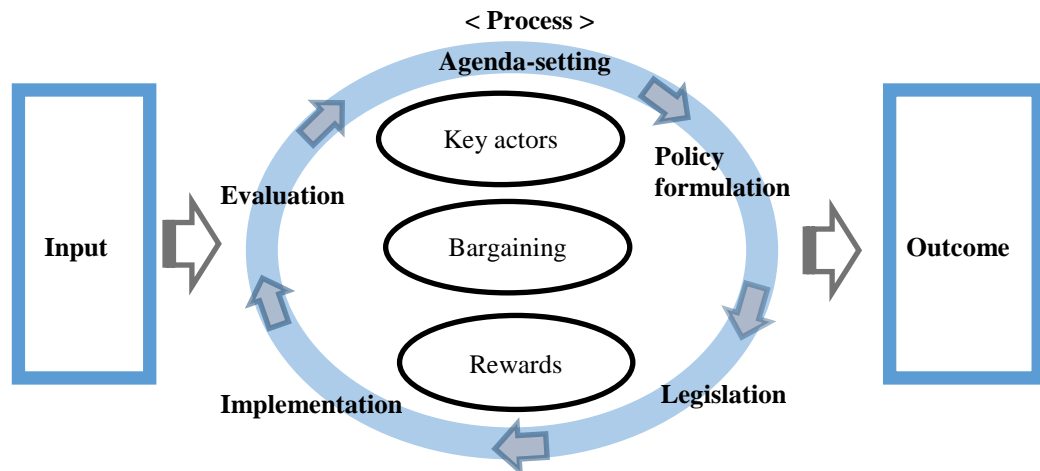 < Process >
Agenda-setting
Key actors
Policy
formulation
Evaluation
Input
Bargaining
Outcome
Rewards
Implementation
Legislation